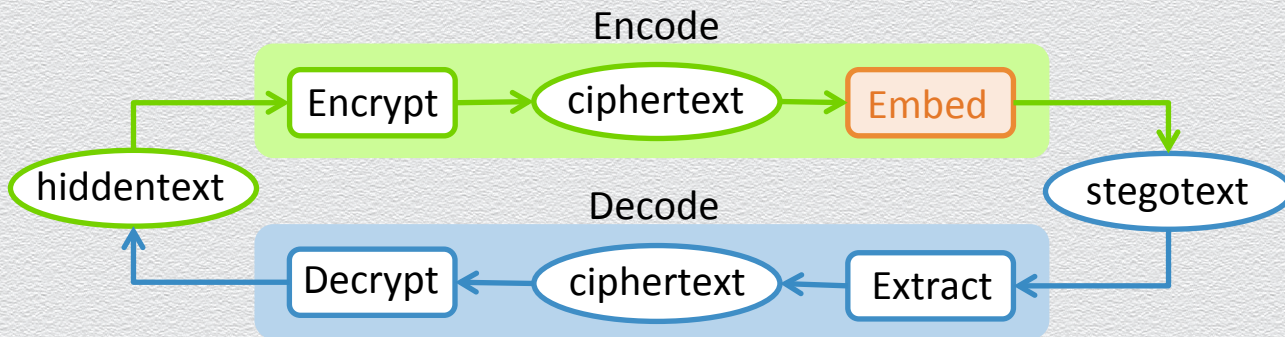 Encode
Encrypt ciphertext Embed
hiddentext stegotext
Decode
Decrypt ciphertext Extract